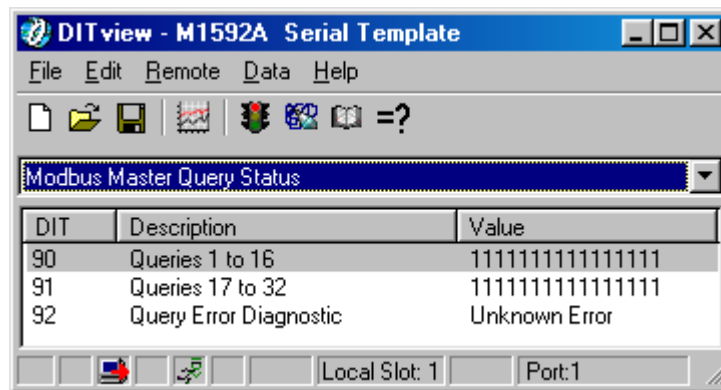 DITview - M1592A Serial Template
File Edit Remote Data Help
=?
Modbus Master Query Status
DIT Description Value
90 Queries 1 to 16 1111111111111111
91 Queries 17 to 32 1111111111111111
92 Query Error Diagnostic Unknown Error
Local Slot: 1 Port:1